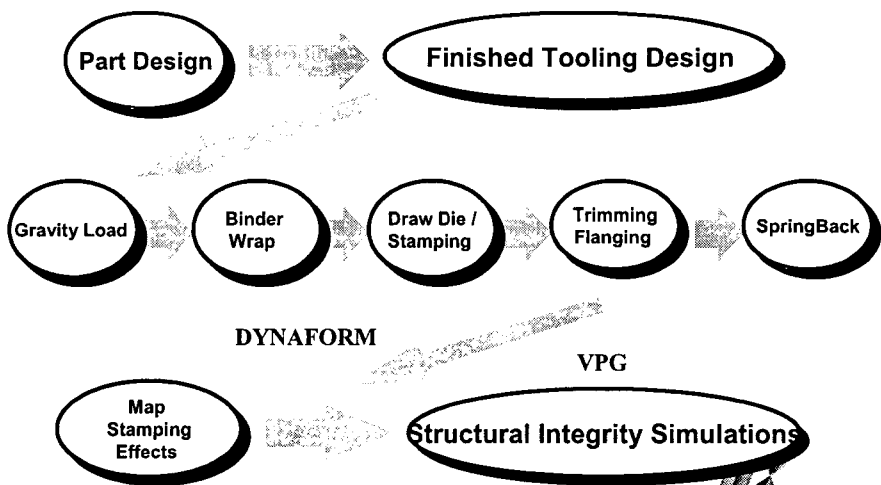 Part Design
Finished Tooling Design
Gravity Load
Binder
Wrap
Draw Die /
Stamping
Trimming
Flanging
SpringBack
DYNAFORM
VPG
Map
Stamping
Effects
Structural Integrity Simulations